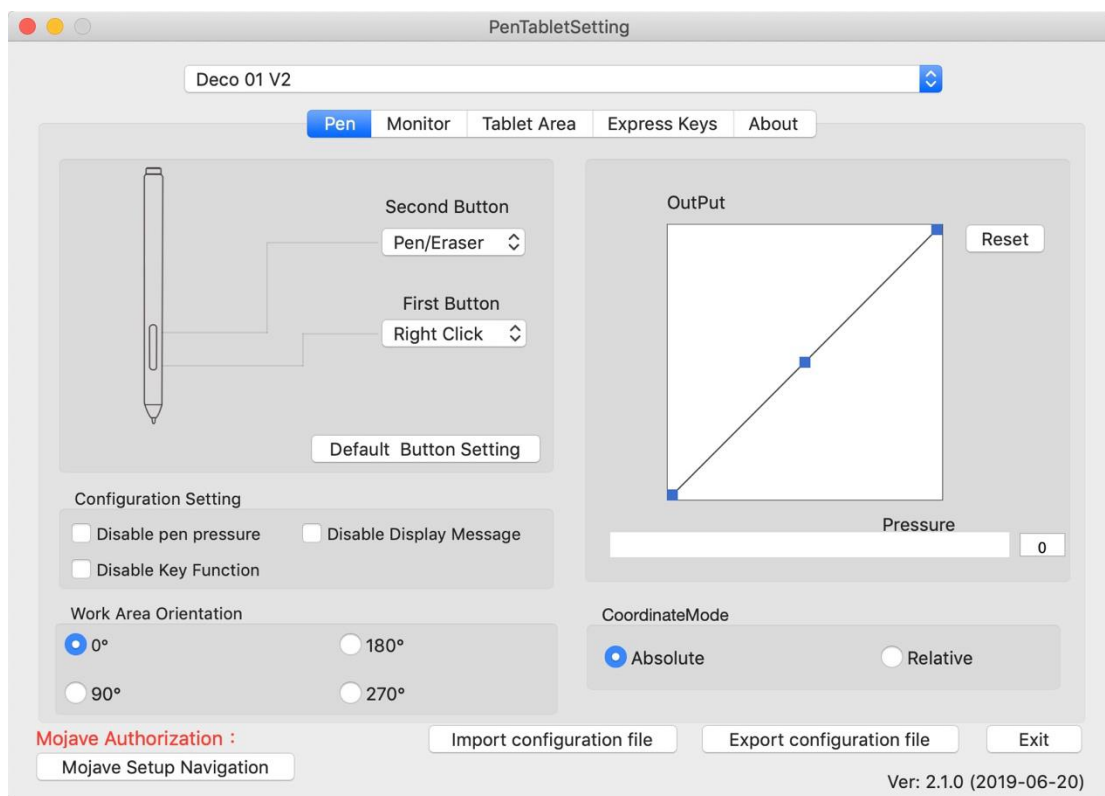 PenTabletSetting
Deco 01 V2
Pen Monitor Tablet Area Express Keys About
Second Button
Pen/Eraser
First Button
Right Click
Default Button Setting
OutPut
Reset
Pressure
0
Configuration Setting
Disable pen pressure Disable Display Message
Disable Key Function
Work Area Orientation
0° 180°
90° 270°
CoordinateMode
Absolute Relative
Mojave Authorization：
Mojave Setup Navigation
Import configuration file Export configuration file Exit
Ver: 2.1.0 (2019-06-20)